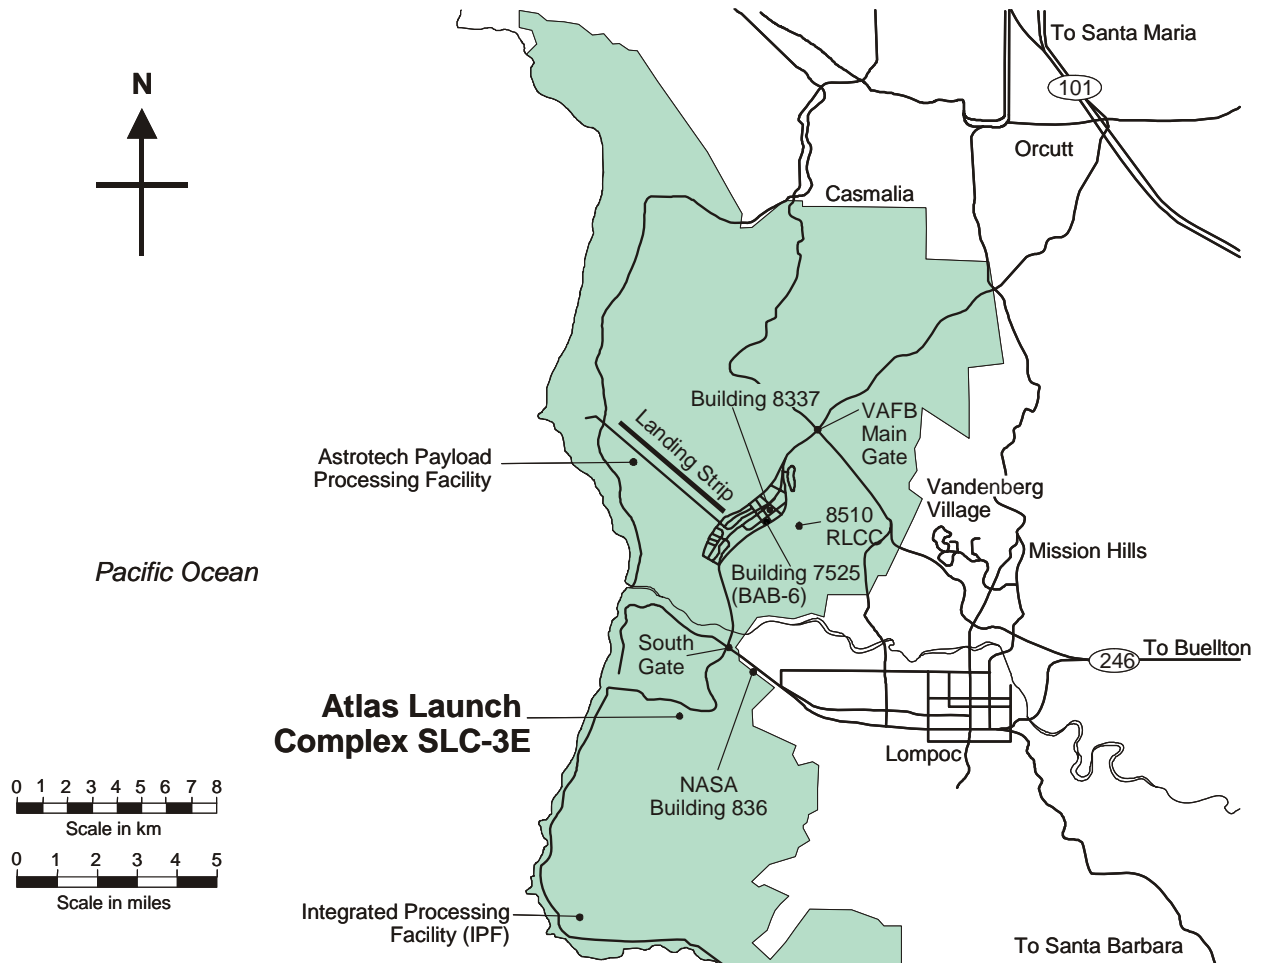 To Santa Maria
N
101
Orcutt
Casmalia
Building 8337
VAFB
Main
Gate
Landing Strip
Astrotech Payload
Processing Facility
Vandenberg
Village
8510
RLCC
Mission Hills
Pacific Ocean
Building 7525
(BAB-6)
South
Gate
To Buellton
246
Atlas Launch
Complex SLC-3E
Lompoc
NASA
Building 836
0 1 2 3 4 5 6 7 8
Scale in km
0 1 2 3 4 5
Scale in miles
Integrated Processing
Facility (IPF)
To Santa Barbara